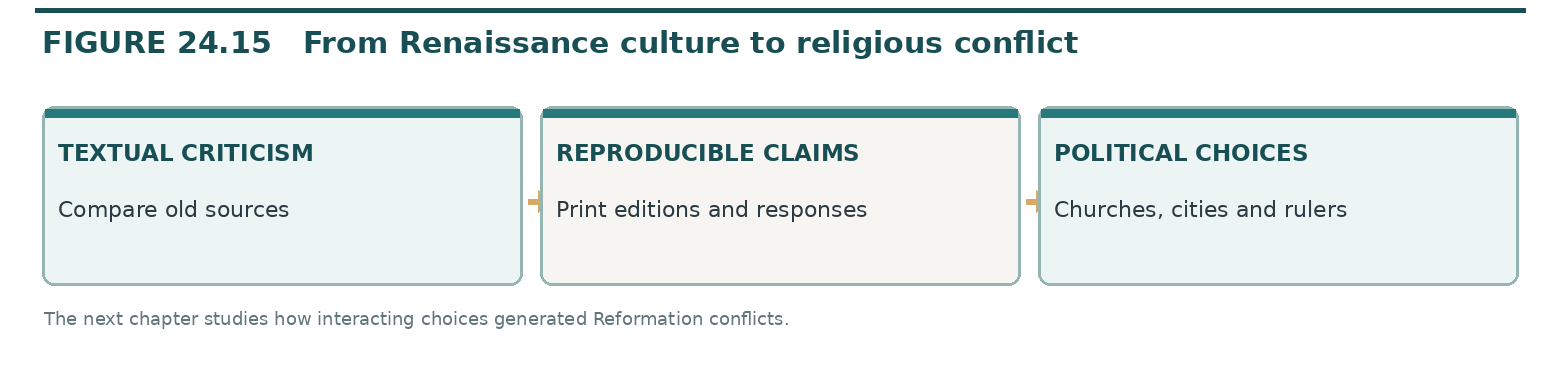 FIGURE 24.15 From Renaissance culture to religious conflict
TEXTUAL CRITICISM
Compare old sources
REPRODUCIBLE CLAIMS
Print editions and responses
POLITICAL CHOICES
Churches, cities and rulers
The next chapter studies how interacting choices generated Reformation conflicts.